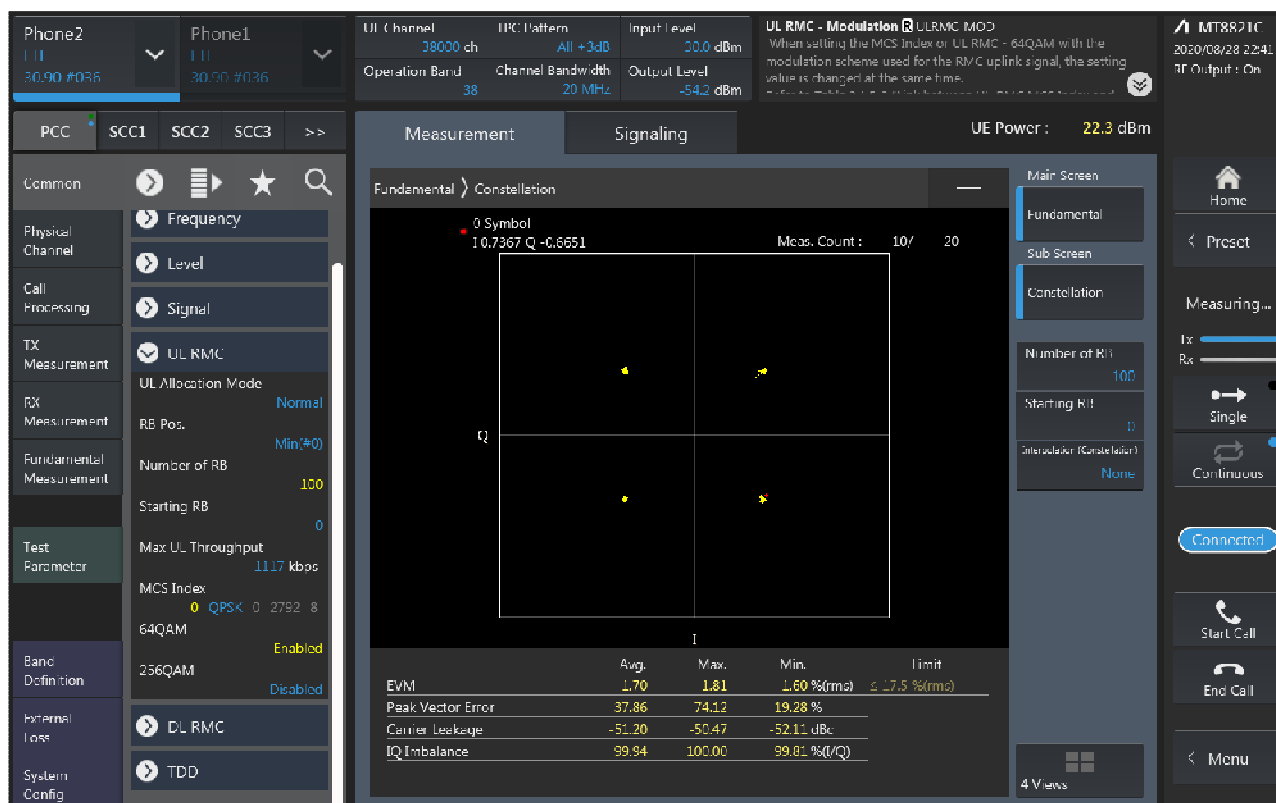 Phone2
Phone1
30.90 #036
30.90 #036
UL Channel
38000 ch
TPC Pattern
All +3dB
Input Level
30.0 dBm
Operation Band
38
Channel Bandwidth
20 MHz
Output Level
-54.2 dBm
UL RMC - Modulation R ULRMC_MOD
When setting the MCS Index or UL RMC - 64QAM with the
modulation scheme used for the RMC uplink signal, the setting
value is changed at the same time.
MT8821C
2020/08/28 22:41
RF Output : On
PCC
SCC1
SCC2
SCC3
>>
Measurement
Signaling
UE Power : 22.3 dBm
Common
Physical
Channel
Call
Processing
TX
Measurement
RX
Measurement
Fundamental
Measurement
Test
Parameter
Band
Definition
External
Loss
System
Config
Frequency
Level
Signal
UL RMC
UL Allocation Mode
Normal
RB Pos.
Min(#0)
Number of RB
100
Starting RB
0
Max UL Throughput
1117 kbps
MCS Index
0 QPSK 0 2792 8
64QAM
Enabled
256QAM
Disabled
DL RMC
TDD
Fundamental 〉 Constellation
0 Symbol
I 0.7367 Q -0.6651
Meas. Count : 10/ 20
Q
I
Avg. Max. Min. Limit
EVM 1.70 1.81 1.60 %(rms) ≤ 17.5 %(rms)
Peak Vector Error 37.86 74.12 19.28 %
Carrier Leakage -51.20 -50.47 -52.11 dBc
IQ Imbalance 99.94 100.00 99.81 %(I/Q)
Main Screen
Fundamental
Sub Screen
Constellation
Number of RB
100
Starting RB
0
Interpolation (Constellation)
None
4 Views
Home
Preset
Measuring...
Tx
Rx
Single
Continuous
Connected
Start Call
End Call
Menu